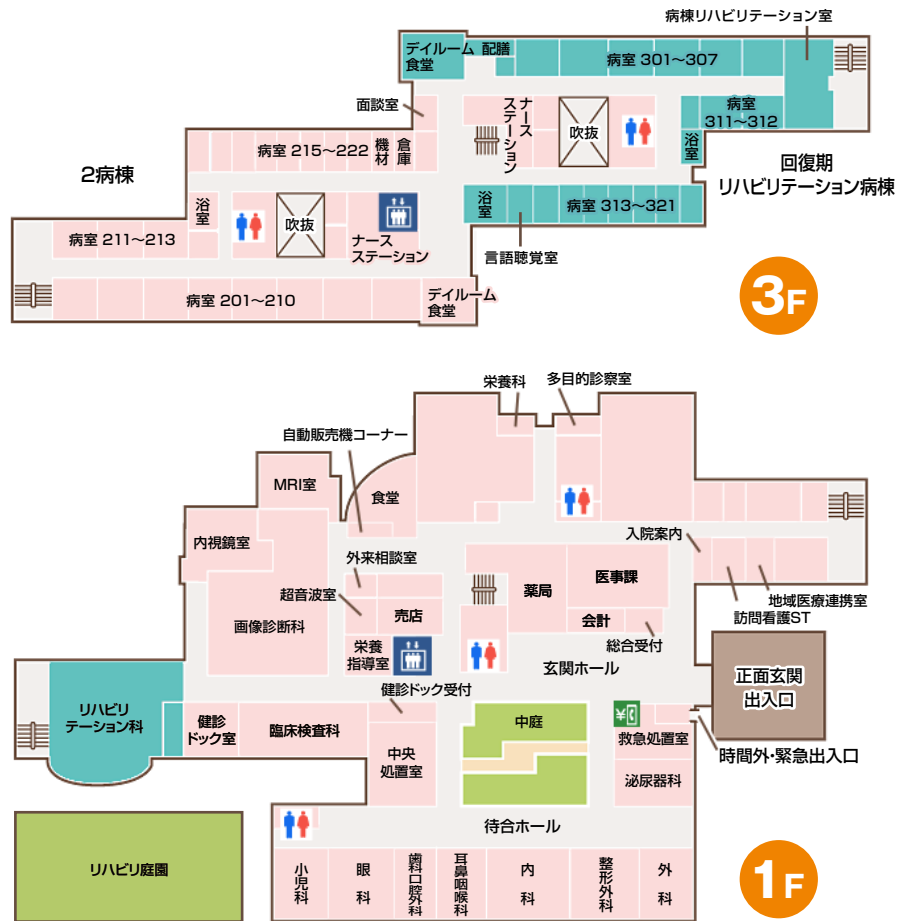 病棟リハビリテーション室
デイルーム
食堂
配膳
病室 301〜307
面談室
ナース
ステーション
吹抜
病室
311〜312
浴室
回復期
リハビリテーション病棟
2病棟
病室 215〜222
機材
倉庫
浴室
吹抜
ナース
ステーション
浴室
病室 313〜321
言語聴覚室
病室 211〜213
病室 201〜210
デイルーム
食堂
3F
栄養科
多目的診察室
自動販売機コーナー
MRI室
食堂
内視鏡室
入院案内
外来相談室
薬局
医事課
地域医療連携室
訪問看護ST
超音波室
売店
会計
総合受付
画像診断科
栄養
指導室
玄関ホール
正面玄関
出入口
健診ドック受付
リハビリ
テーション科
健診
ドック室
臨床検査科
中央
処置室
中庭
¥
救急処置室
時間外・緊急出入口
泌尿器科
待合ホール
リハビリ庭園
小児科
眼科
歯科口腔外科
耳鼻咽喉科
内科
整形外科
外科
1F